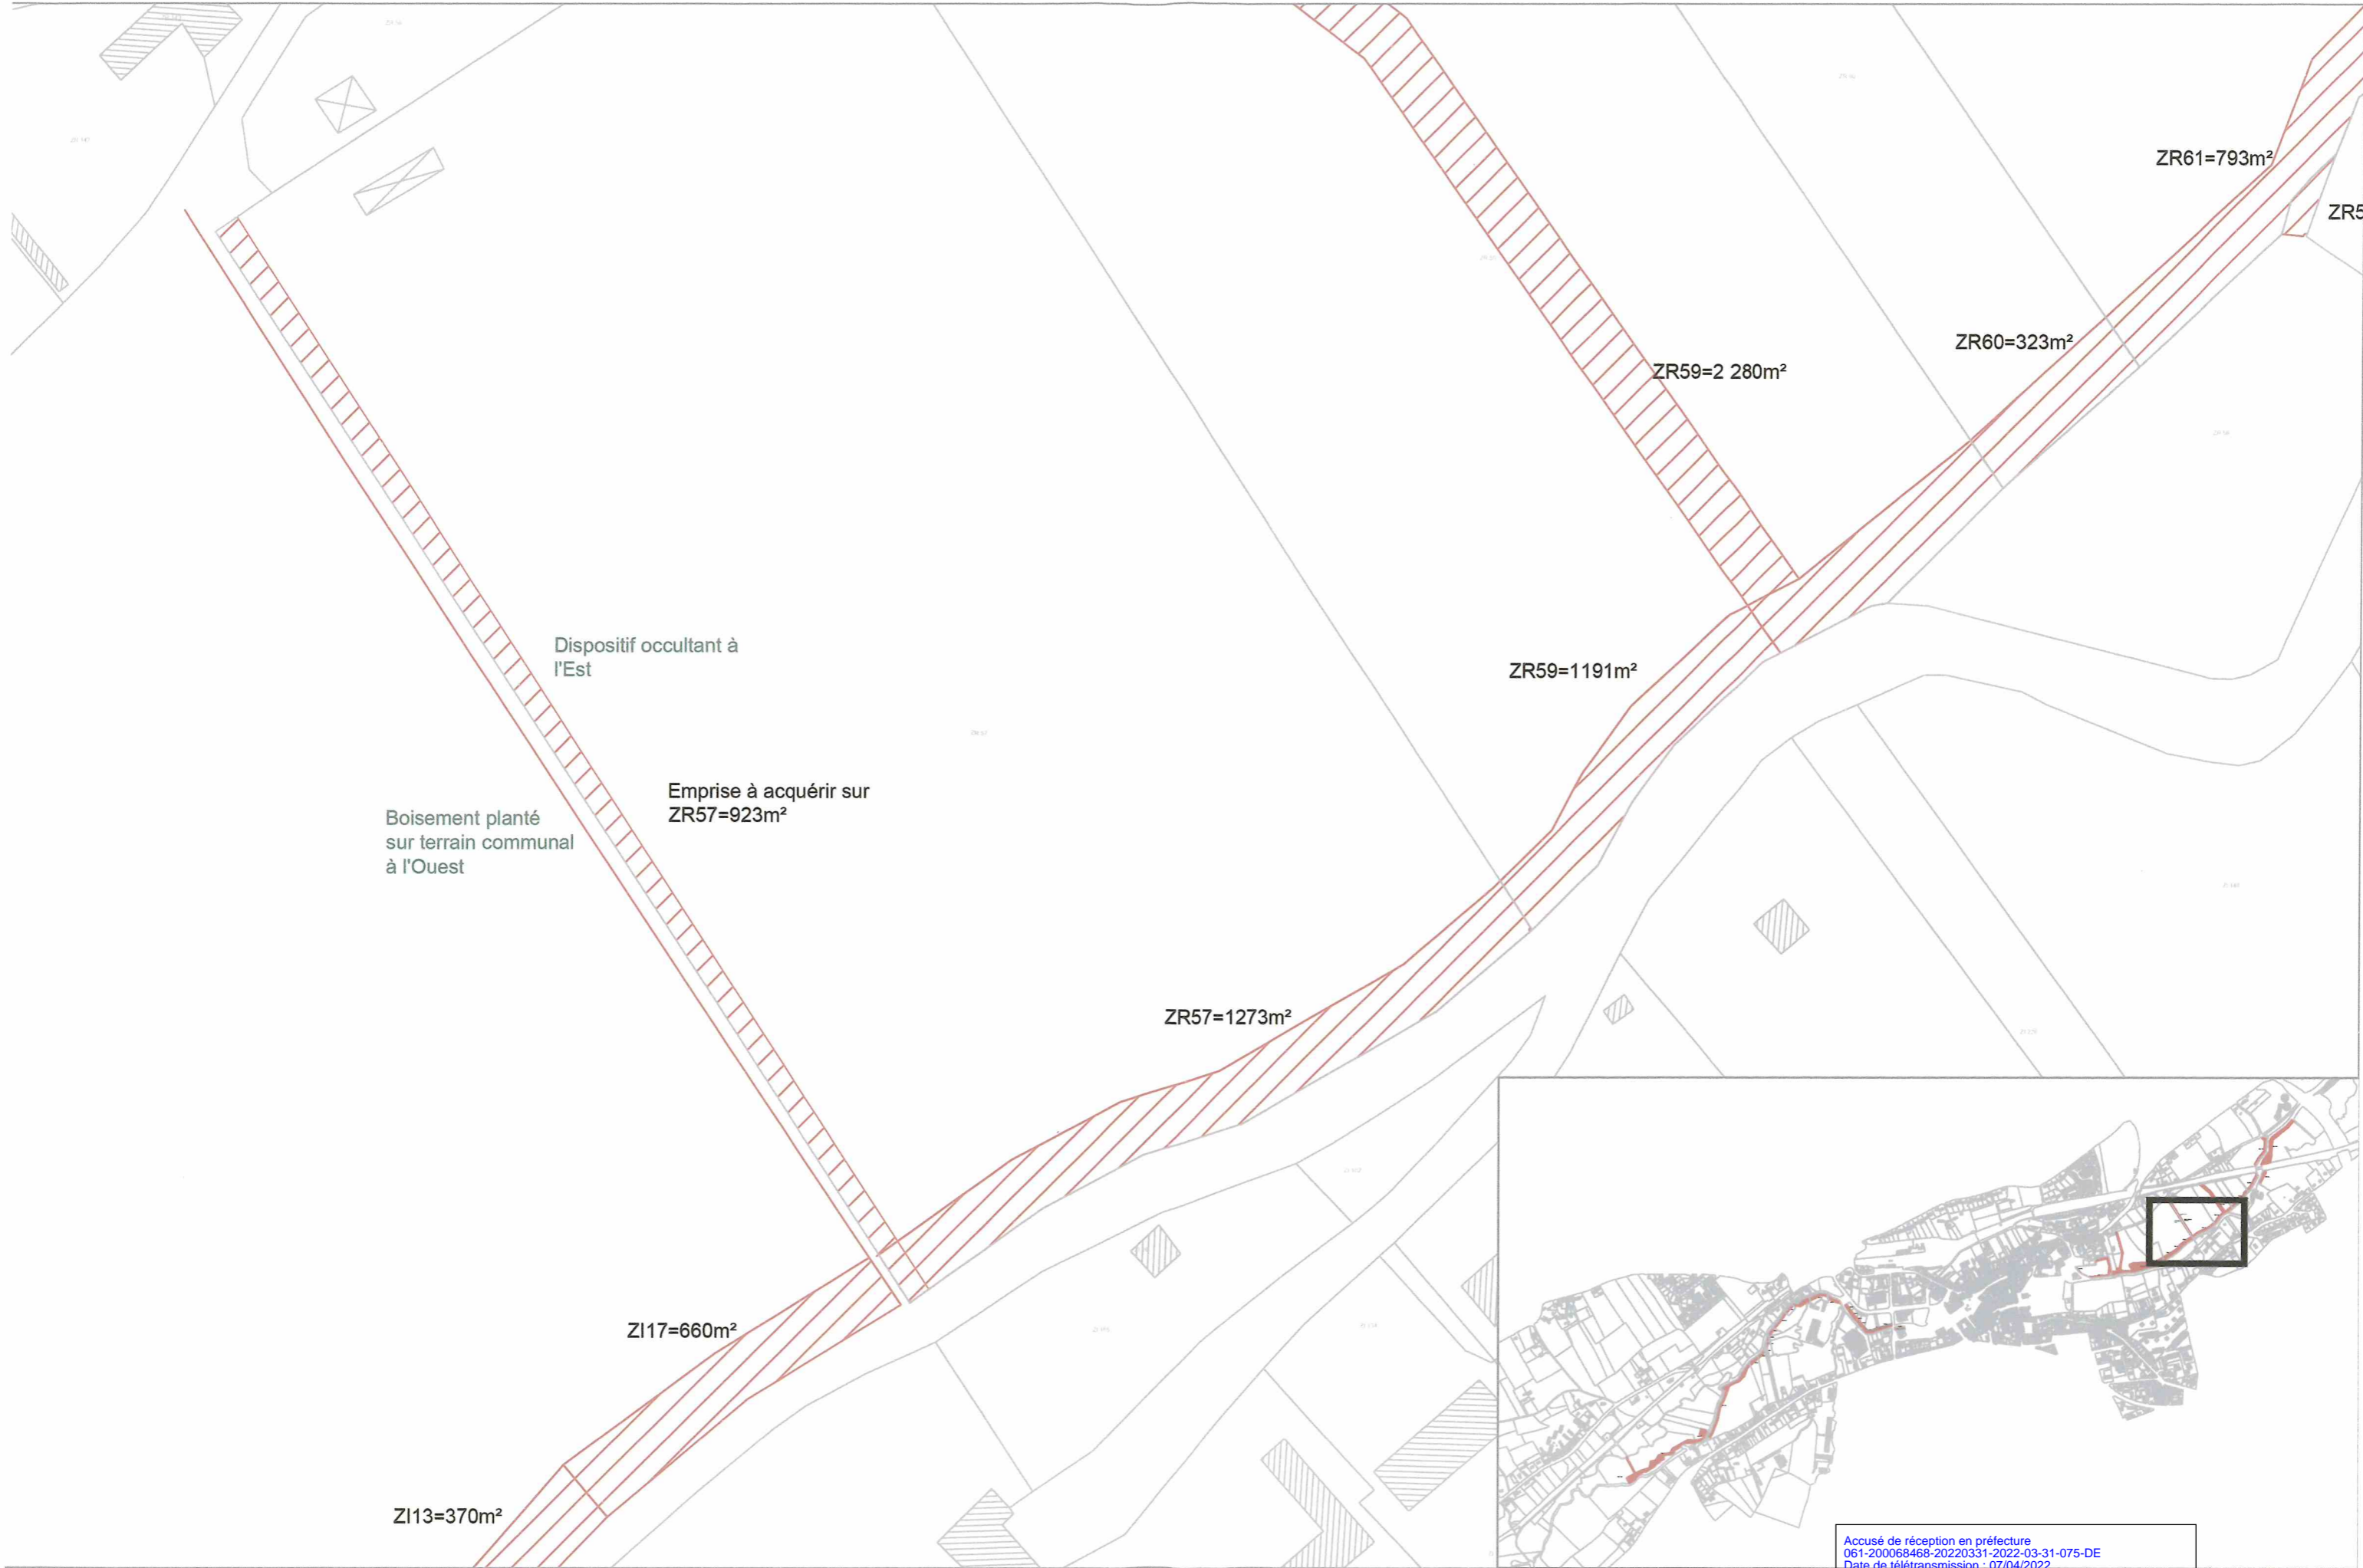 ZR61=793m²
ZR5
ZR60=323m²
ZR59=2 280m²
Dispositif occultant à
l'Est
ZR59=1191m²
Emprise à acquérir sur
ZR57=923m²
Boisement planté
sur terrain communal
à l'Ouest
ZR57=1273m²
ZI17=660m²
ZI13=370m²
Accusé de réception en préfecture
061-200068468-20220331-2022-03-31-075-DE
Date de télétransmission : 07/04/2022